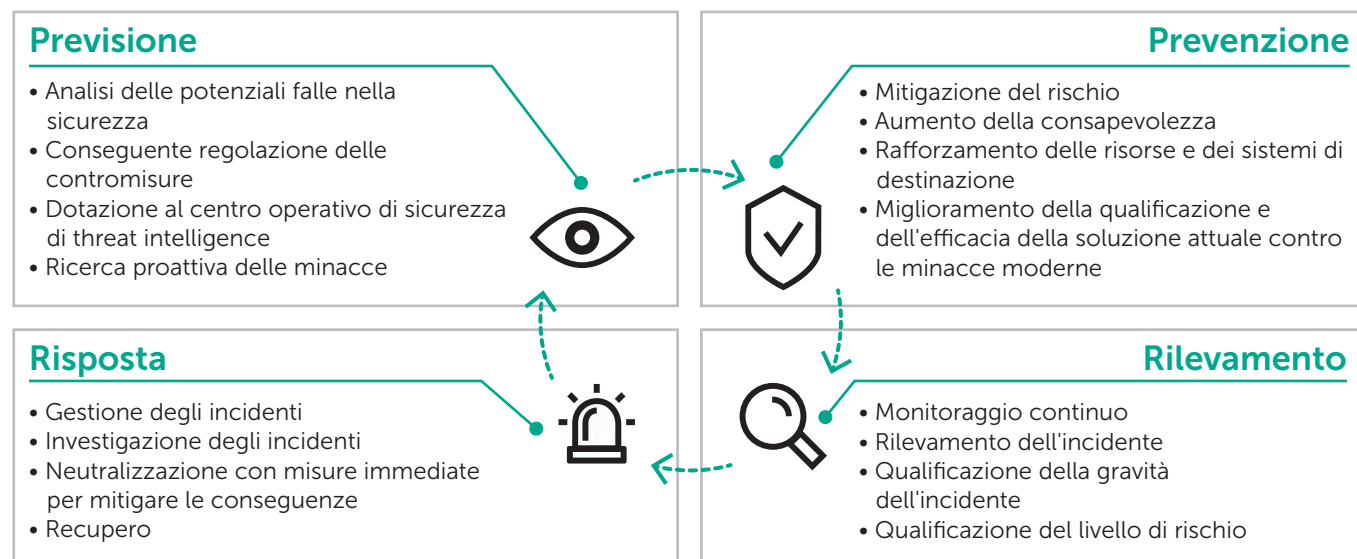 Previsione
• Analisi delle potenziali falle nella
sicurezza
• Conseguente regolazione delle
contromisure
• Dotazione al centro operativo di sicurezza
di threat intelligence
• Ricerca proattiva delle minacce
Prevenzione
• Mitigazione del rischio
• Aumento della consapevolezza
• Rafforzamento delle risorse e dei sistemi di
destinazione
• Miglioramento della qualificazione e
dell'efficacia della soluzione attuale contro
le minacce moderne
Risposta
• Gestione degli incidenti
• Investigazione degli incidenti
• Neutralizzazione con misure immediate
per mitigare le conseguenze
• Recupero
Rilevamento
• Monitoraggio continuo
• Rilevamento dell'incidente
• Qualificazione della gravità
dell'incidente
• Qualificazione del livello di rischio